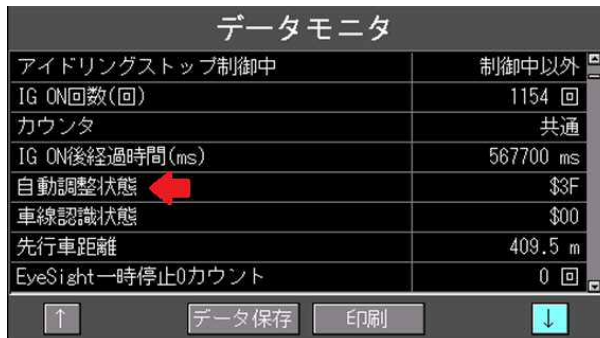 データモニタ
アイドリングストップ制御中 制御中以外
IG ON回数(回) 1154 回
カウンタ 共通
IG ON後経過時間(ms) 567700 ms
自動調整状態 $3F
車線認識状態 $00
先行車距離 409.5 m
EyeSight一時停止0カウント 0 回
↑ データ保存 印刷 ↓